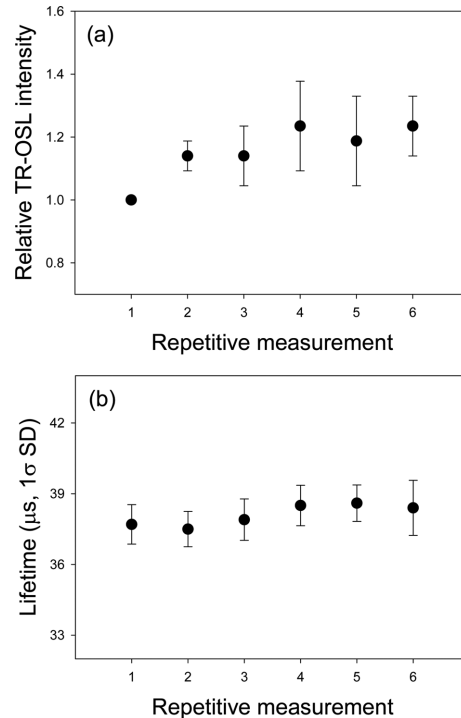 (a)
Relative TR-OSL intensity
1.6
1.4
1.2
1.0
0.8
1 2 3 4 5 6
Repetitive measurement
(b)
Lifetime (μs, 1σ SD)
42
39
36
33
1 2 3 4 5 6
Repetitive measurement